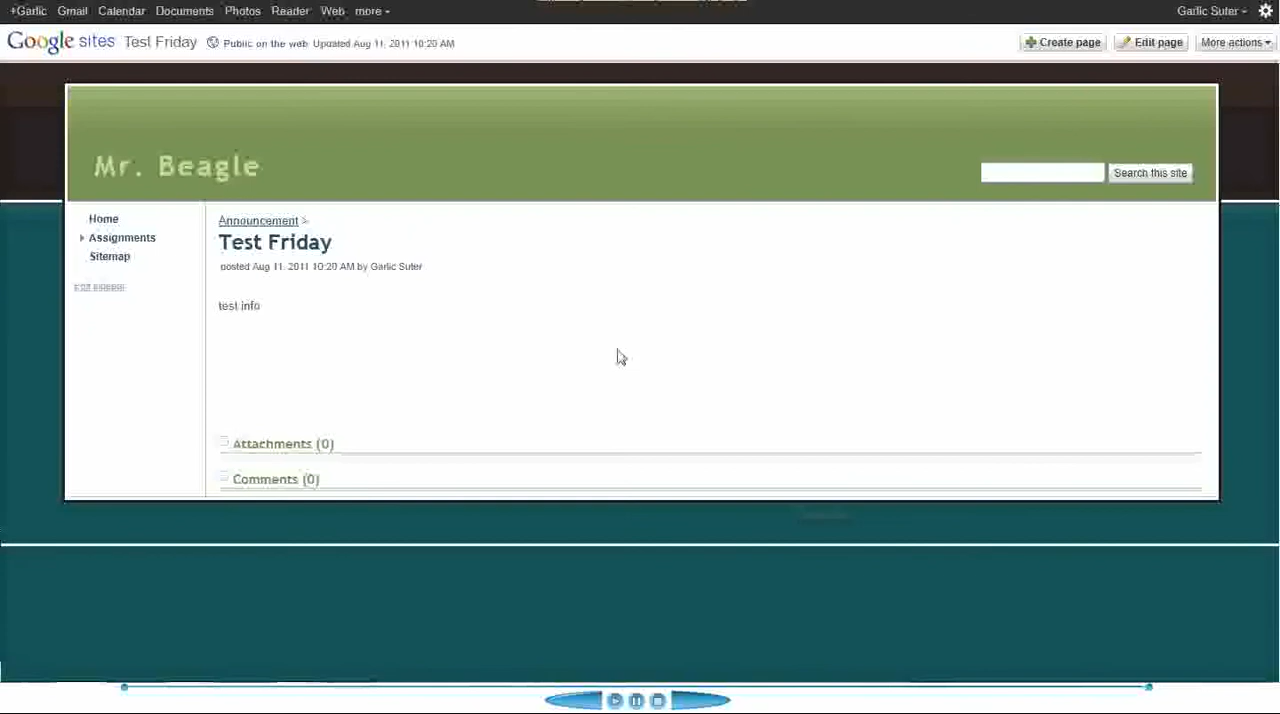 +Garlic Gmail Calendar Documents Photos Reader Web more
Garlic Suter
Google sites Test Friday Public on the web Updated Aug 11, 2011 10:20 AM
Create page Edit page More actions
Mr. Beagle
Search this site
Home
Assignments
Sitemap
Announcement >
Test Friday
posted Aug 11, 2011 10:20 AM by Garlic Suter
test info
Attachments (0)
Comments (0)